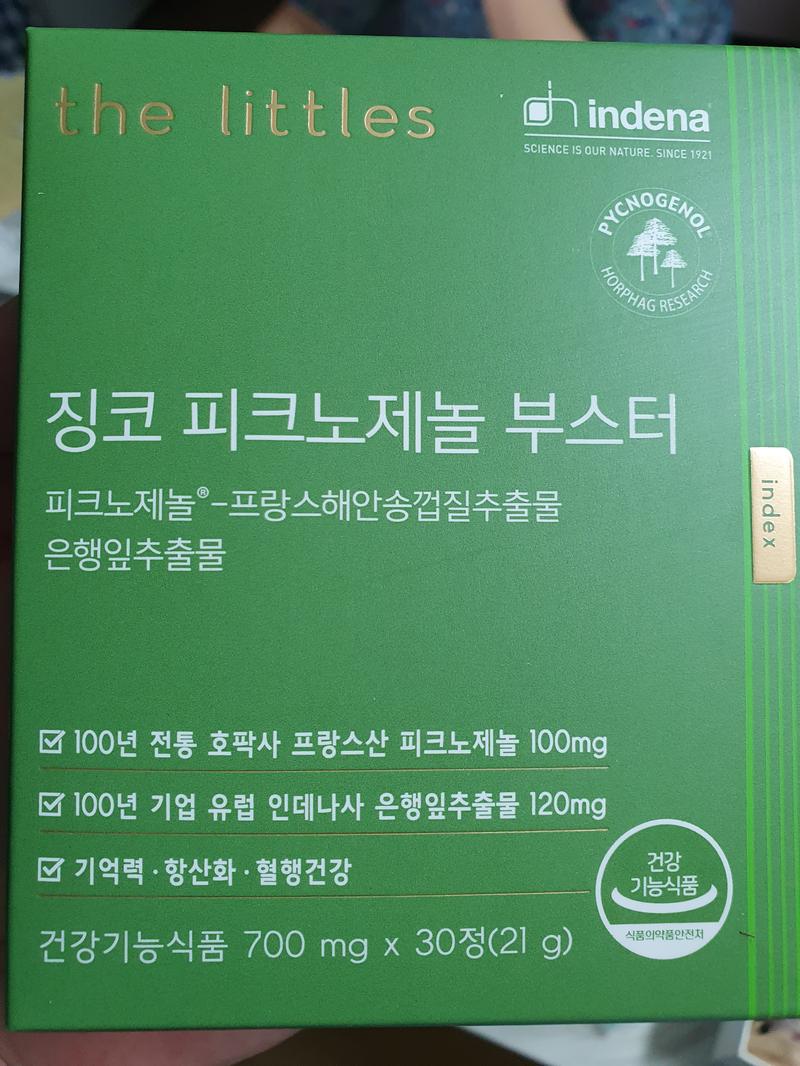 the littles
indena
SCIENCE IS OUR NATURE. SINCE 1921
PYCNOGENOL®
HORPHAG RESEARCH
징코 피크노제놀 부스터
피크노제놀®-프랑스해안송껍질추출물
은행잎추출물
index
☑ 100년 전통 호팍사 프랑스산 피크노제놀 100mg
☑ 100년 기업 유럽 인데나사 은행잎추출물 120mg
☑ 기억력·항산화·혈행건강
건강기능식품 700 mg x 30정(21 g)
건강
기능식품
식품의약품안전처